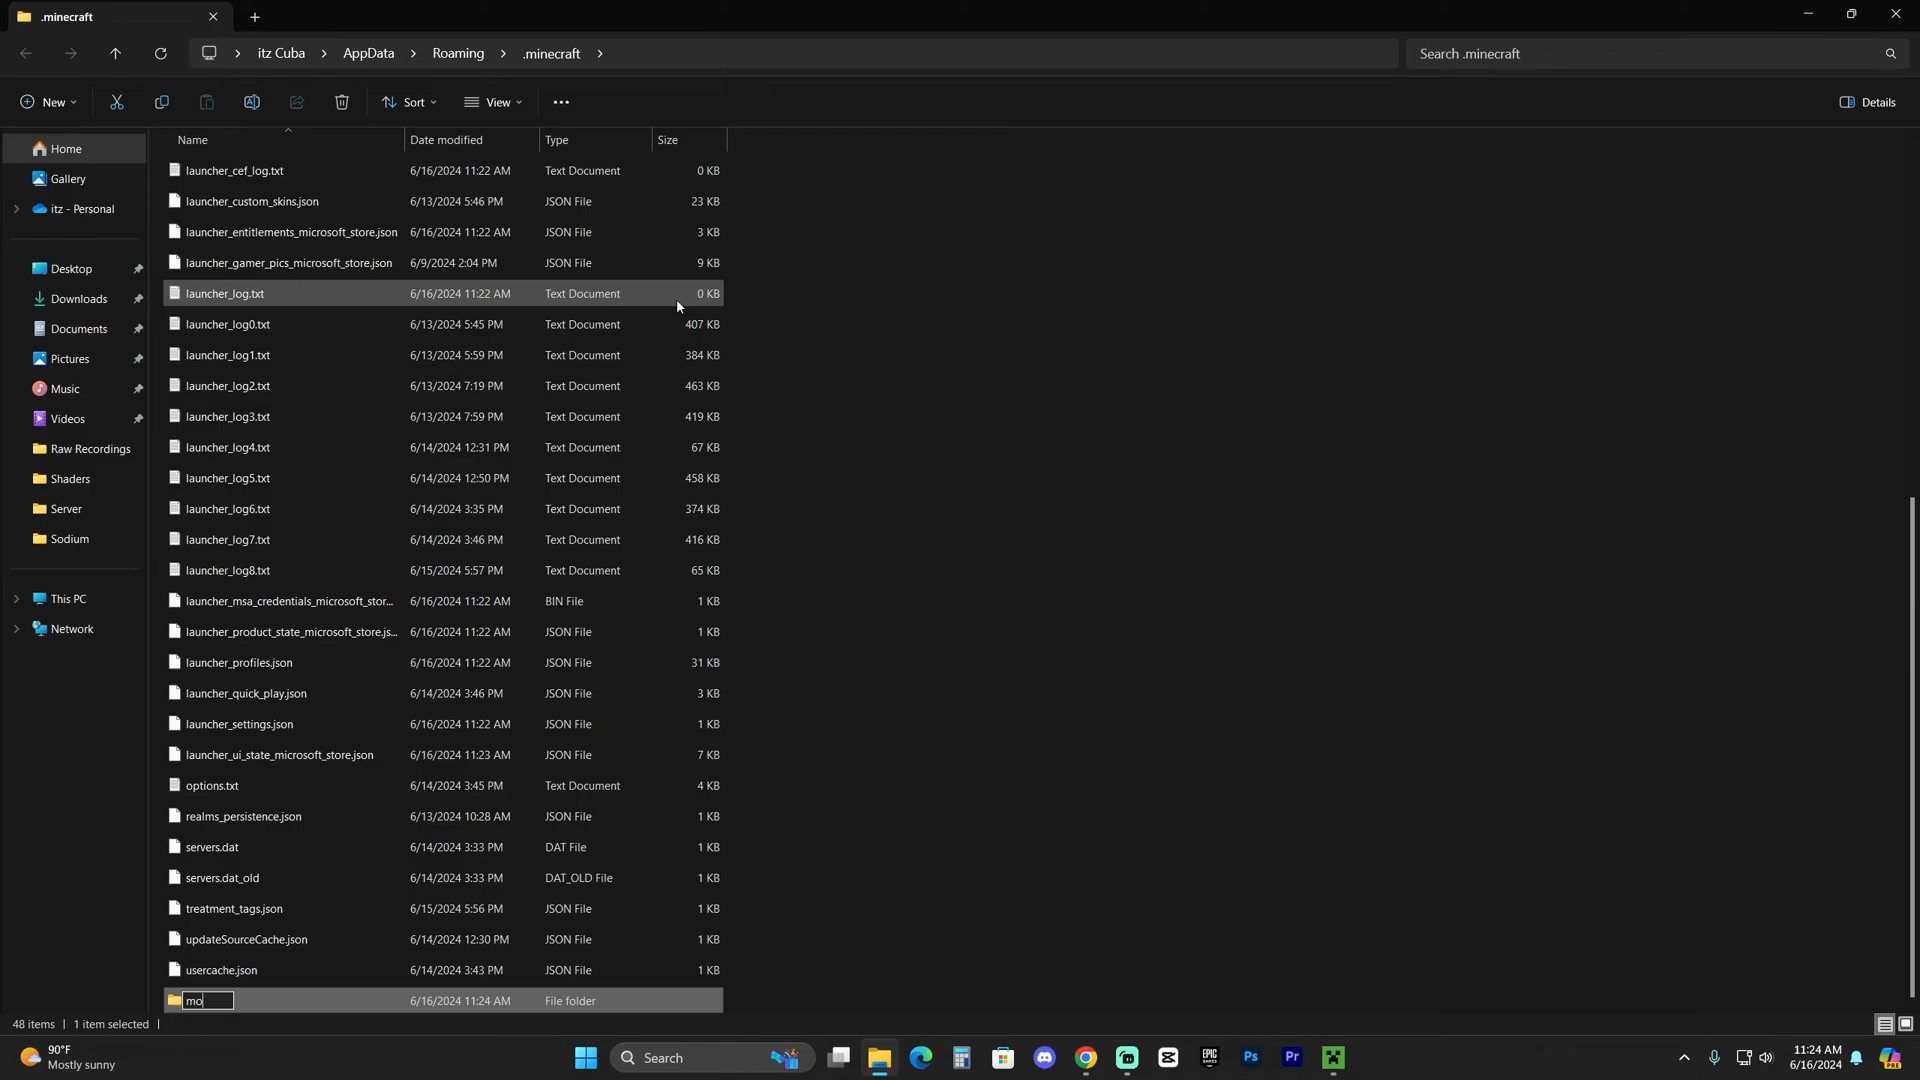 .minecraft
itz Cuba > AppData > Roaming > .minecraft >
Search .minecraft
New
Sort
View
Details
Name Date modified Type Size
Home
Gallery
itz - Personal
Desktop
Downloads
Documents
Pictures
Music
Videos
Raw Recordings
Shaders
Server
Sodium
This PC
Network
launcher_cef_log.txt 6/16/2024 11:22 AM Text Document 0 KB
launcher_custom_skins.json 6/13/2024 5:46 PM JSON File 23 KB
launcher_entitlements_microsoft_store.json 6/16/2024 11:22 AM JSON File 3 KB
launcher_gamer_pics_microsoft_store.json 6/9/2024 2:04 PM JSON File 9 KB
launcher_log.txt 6/16/2024 11:22 AM Text Document 0 KB
launcher_log0.txt 6/13/2024 5:45 PM Text Document 407 KB
launcher_log1.txt 6/13/2024 5:59 PM Text Document 384 KB
launcher_log2.txt 6/13/2024 7:19 PM Text Document 463 KB
launcher_log3.txt 6/13/2024 7:59 PM Text Document 419 KB
launcher_log4.txt 6/14/2024 12:31 PM Text Document 67 KB
launcher_log5.txt 6/14/2024 12:50 PM Text Document 458 KB
launcher_log6.txt 6/14/2024 3:35 PM Text Document 374 KB
launcher_log7.txt 6/14/2024 3:46 PM Text Document 416 KB
launcher_log8.txt 6/15/2024 5:57 PM Text Document 65 KB
launcher_msa_credentials_microsoft_stor... 6/16/2024 11:22 AM BIN File 1 KB
launcher_product_state_microsoft_store.js... 6/16/2024 11:22 AM JSON File 1 KB
launcher_profiles.json 6/16/2024 11:22 AM JSON File 31 KB
launcher_quick_play.json 6/14/2024 3:46 PM JSON File 3 KB
launcher_settings.json 6/16/2024 11:22 AM JSON File 1 KB
launcher_ui_state_microsoft_store.json 6/16/2024 11:23 AM JSON File 7 KB
options.txt 6/14/2024 3:45 PM Text Document 4 KB
realms_persistence.json 6/13/2024 10:28 AM JSON File 1 KB
servers.dat 6/14/2024 3:33 PM DAT File 1 KB
servers.dat_old 6/14/2024 3:33 PM DAT_OLD File 1 KB
treatment_tags.json 6/15/2024 5:56 PM JSON File 1 KB
updateSourceCache.json 6/14/2024 12:30 PM JSON File 1 KB
usercache.json 6/14/2024 3:43 PM JSON File 1 KB
mo 6/16/2024 11:24 AM File folder
48 items 1 item selected
90°F
Mostly sunny
Search
EPIC
GAMES
Ps
Pr
11:24 AM
6/16/2024
PRE